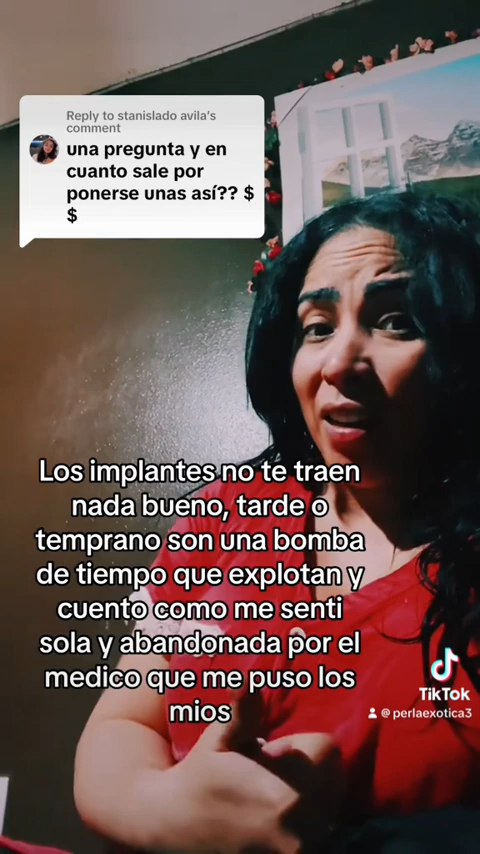 Reply to stanislado avila's
comment
una pregunta y en
cuanto sale por
ponerse unas así?? $
$
Los implantes no te traen
nada bueno, tarde o
temprano son una bomba
de tiempo que explotan y
cuento como me senti
sola y abandonada por el
medico que me puso los
mios
TikTok
@perlaexotica3